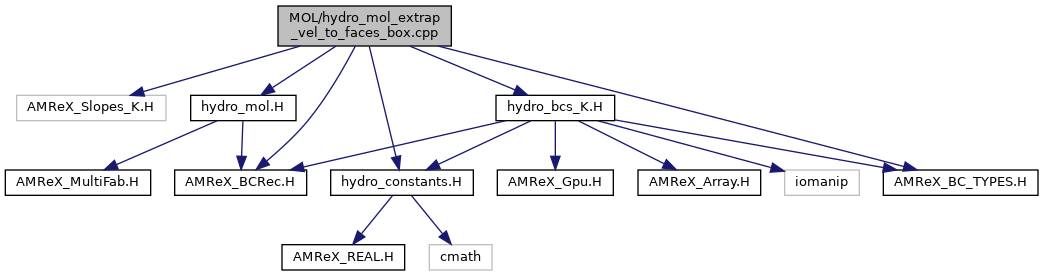 MOL/hydro_mol_extrap
_vel_to_faces_box.cpp
AMReX_Slopes_K.H
hydro_mol.H
hydro_bcs_K.H
AMReX_MultiFab.H
AMReX_BCRec.H
hydro_constants.H
AMReX_Gpu.H
AMReX_Array.H
iomanip
AMReX_BC_TYPES.H
AMReX_REAL.H
cmath